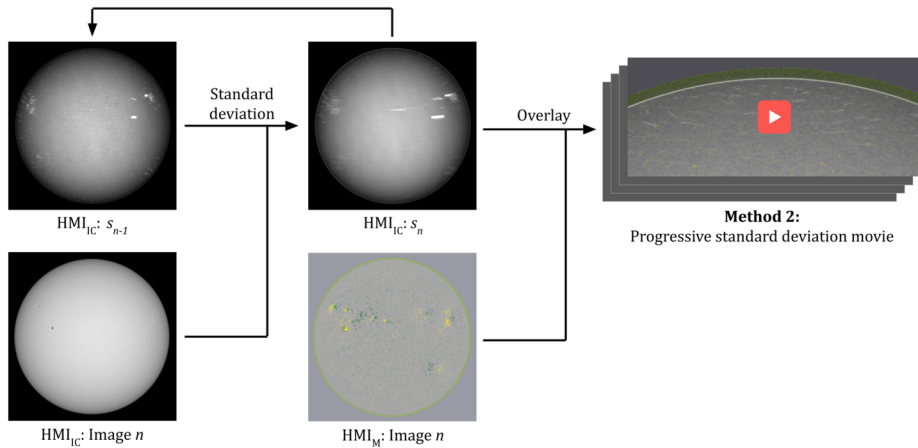 Standard
deviation
Overlay
HMI_IC: s_n-1
HMI_IC: s_n
Method 2:
Progressive standard deviation movie
HMI_IC: Image n
HMI_M: Image n